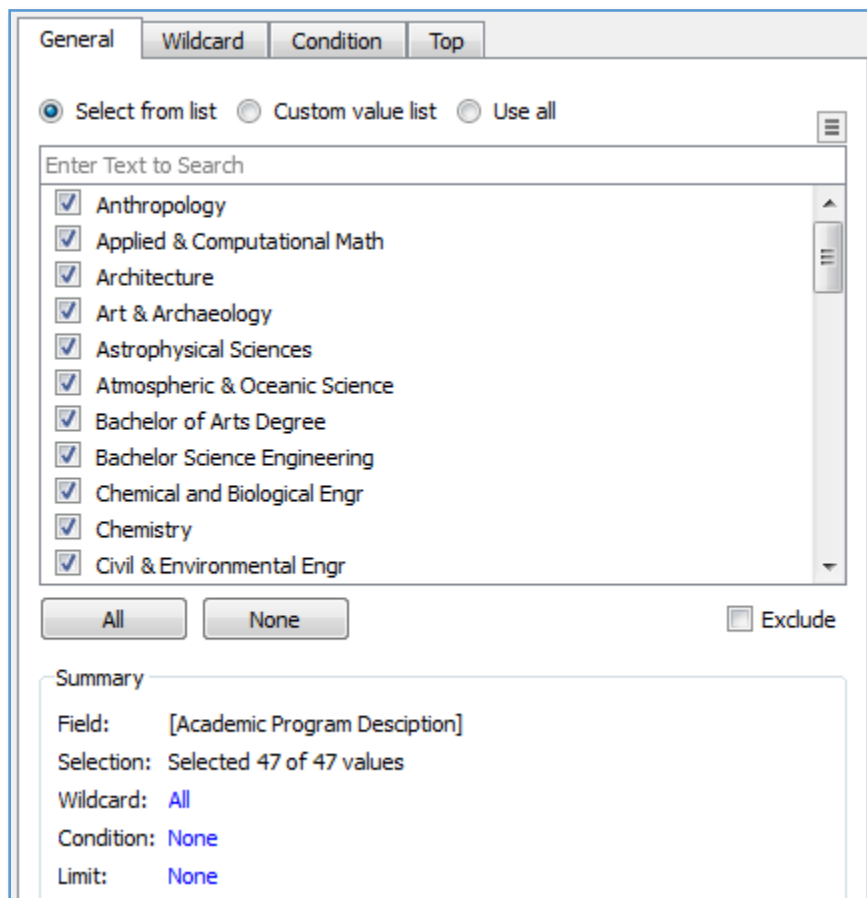 General Wildcard Condition Top
Select from list Custom value list Use all
Enter Text to Search
Anthropology
Applied & Computational Math
Architecture
Art & Archaeology
Astrophysical Sciences
Atmospheric & Oceanic Science
Bachelor of Arts Degree
Bachelor Science Engineering
Chemical and Biological Engr
Chemistry
Civil & Environmental Engr
All None Exclude
Summary
Field: [Academic Program Desciption]
Selection: Selected 47 of 47 values
Wildcard: All
Condition: None
Limit: None